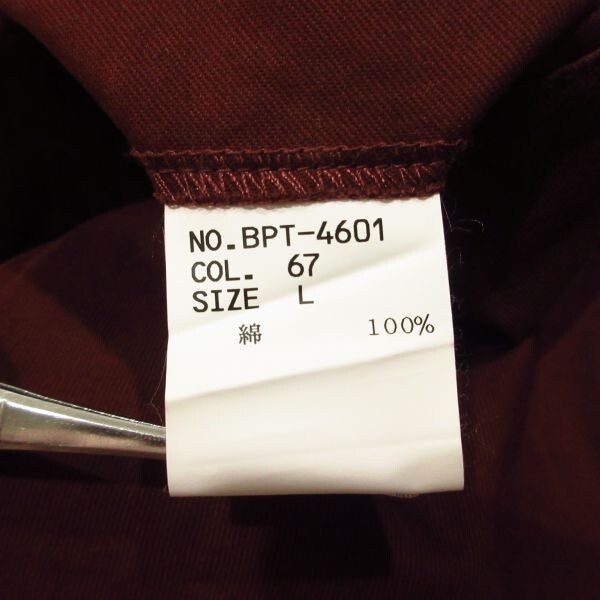 NO.BPT-4601
COL. 67
SIZE L
綿 100%